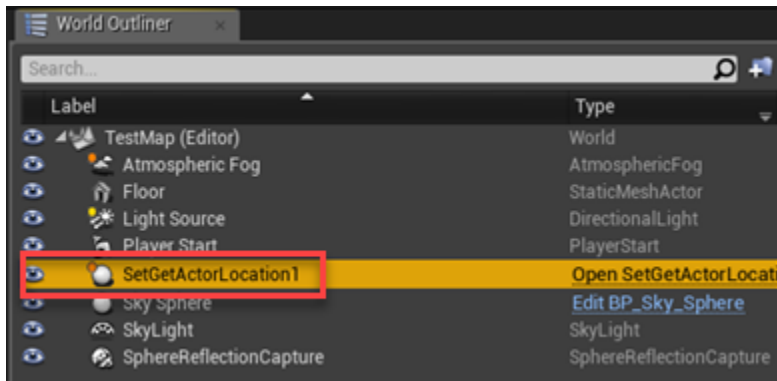 World Outliner
Search...
Label Type
TestMap (Editor) World
Atmospheric Fog AtmosphericFog
Floor StaticMeshActor
Light Source DirectionalLight
Player Start PlayerStart
SetGetActorLocation1 Open SetGetActorLocati
Sky Sphere Edit BP_Sky_Sphere
SkyLight SkyLight
SphereReflectionCapture SphereReflectionCapture